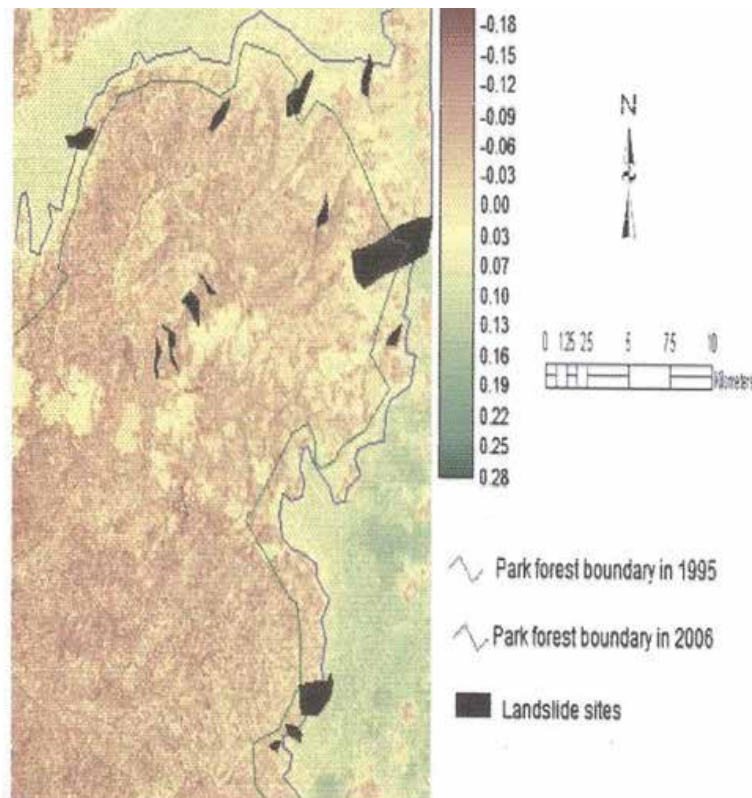 -0.18
-0.15
-0.12
-0.09
-0.06
-0.03
0.00
0.03
0.07
0.10
0.13
0.16
0.19
0.22
0.25
0.28
N
0 1.25 2.5 5 7.5 10
Kilometers
Park forest boundary in 1995
Park forest boundary in 2006
Landslide sites